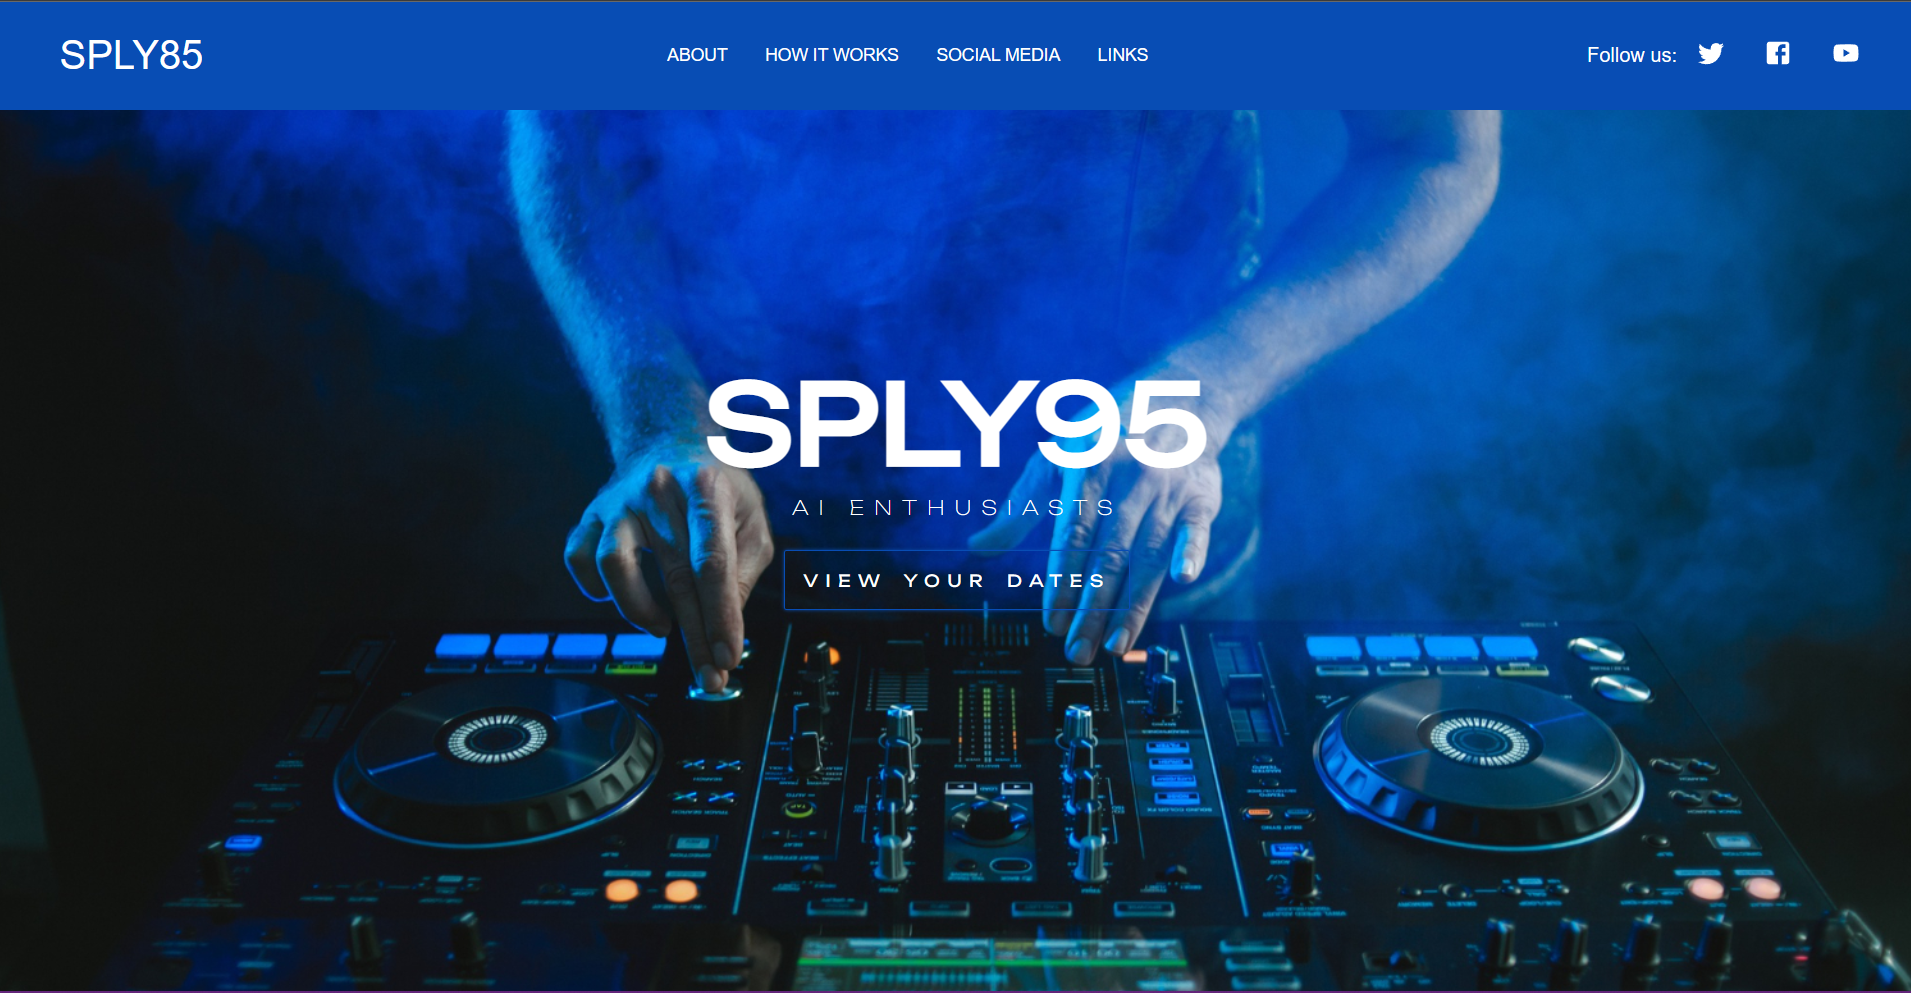 SPLY85
ABOUT HOW IT WORKS SOCIAL MEDIA LINKS
Follow us:
SPLY95
AI ENTHUSIASTS
VIEW YOUR DATES